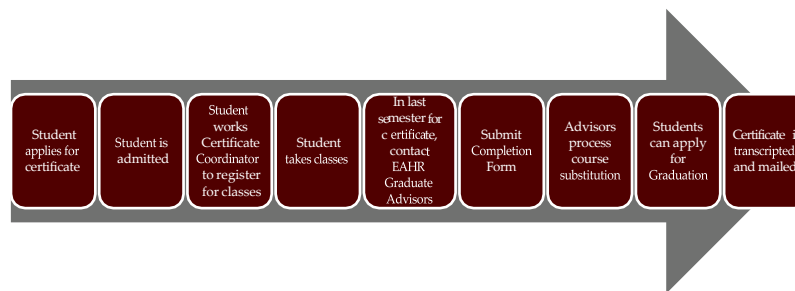 Student
applies for
certificate
Student is
admitted
Student
works
Certificate
Coordinator
to register
for classes
Student
takes classes
In last
semester for
certificate,
contact
EAHR
Graduate
Advisors
Submit
Completion
Form
Advisors
process
course
substitution
Students
can apply
for
Graduation
Certificate i
transcripted
and mailed